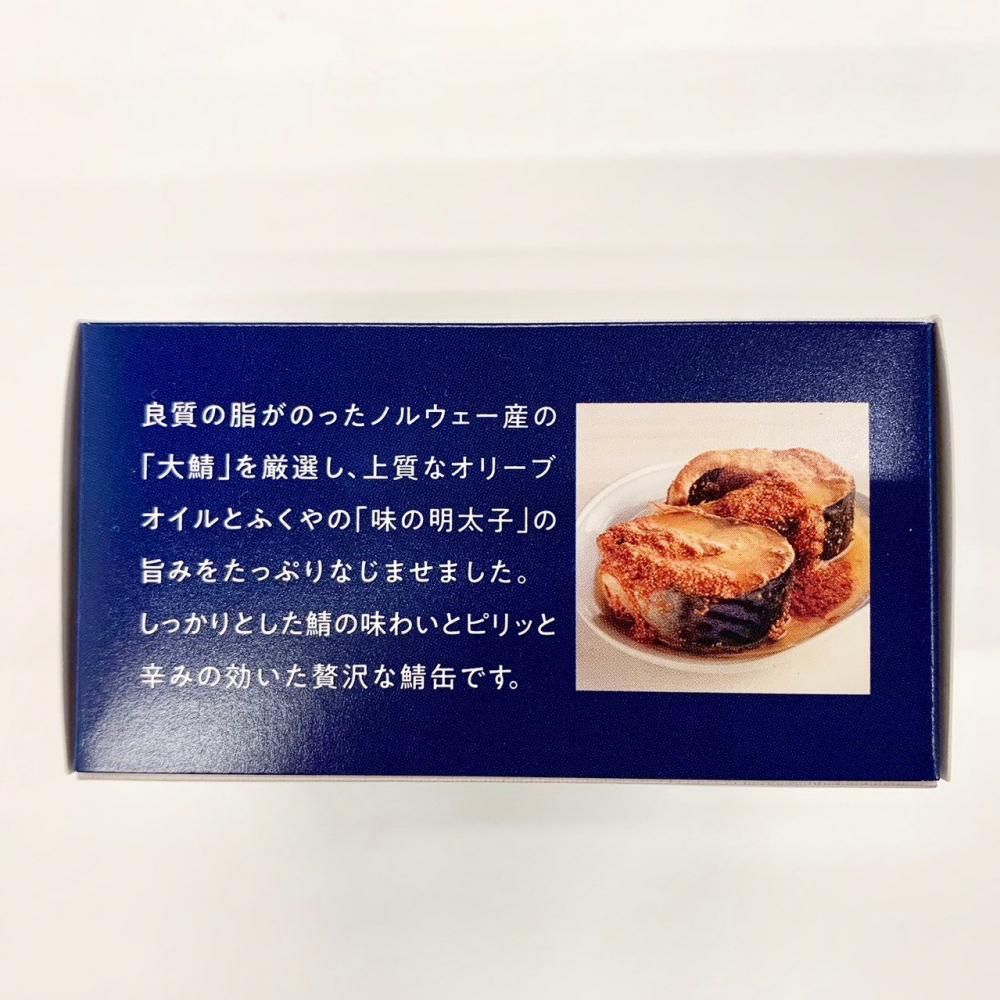 良質の脂がのったノルウェー産の
「大鯖」を厳選し、上質なオリーブ
オイルとふくやの「味の明太子」の
旨みをたっぷりなじませました。
しっかりとした鯖の味わいとピリッと
辛みの効いた贅沢な鯖缶です。